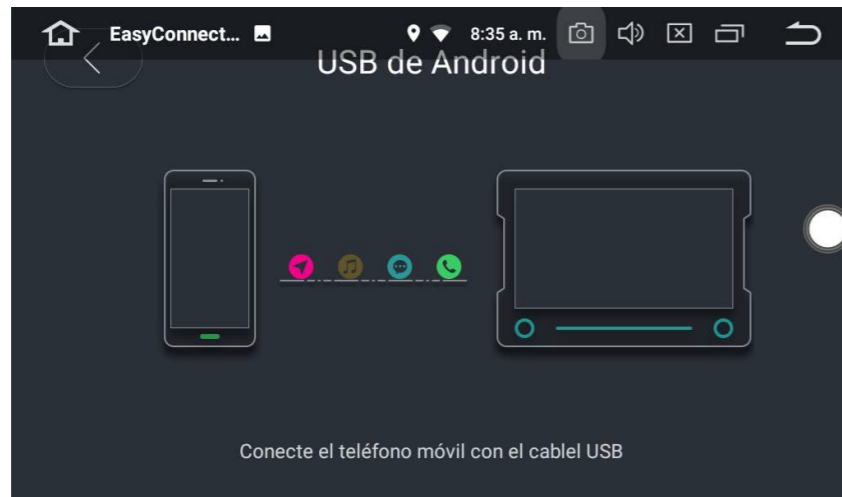 EasyConnect... 8:35 a. m.
USB de Android
Conecte el teléfono móvil con el cablel USB